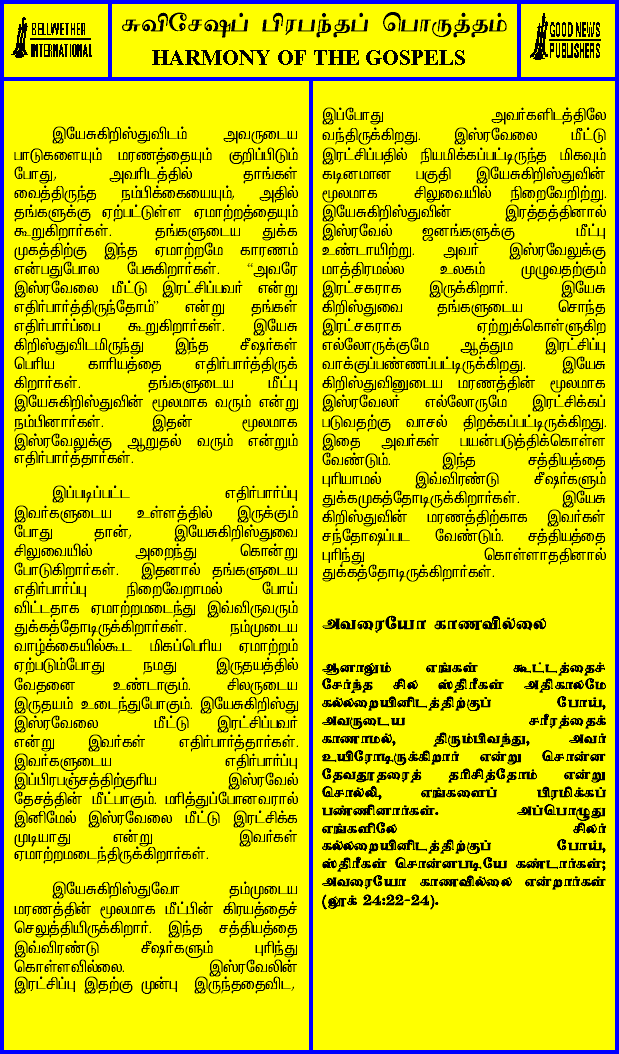 BELLWETHER
INTERNATIONAL
சுவிசேஷப் பிரபந்தப் பொருத்தம்
HARMONY OF THE GOSPELS
GOOD NEWS
PUBLISHERS
இயேசுகிறிஸ்துவிடம் அவருடைய
பாடுகளையும் மரணத்தையும் குறிப்பிடும்
போது, அவரிடத்தில் தாங்கள்
வைத்திருந்த நம்பிக்கையையும், அதில்
தங்களுக்கு ஏற்பட்டுள்ள ஏமாற்றத்தையும்
கூறுகிறார்கள். தங்களுடைய துக்க
முகத்திற்கு இந்த ஏமாற்றமே காரணம்
என்பதுபோல பேசுகிறார்கள். “அவரே
இஸ்ரவேலை மீட்டு இரட்சிப்பவர் என்று
எதிர்பார்த்திருந்தோம்” என்று தங்கள்
எதிர்பார்ப்பை கூறுகிறார்கள். இயேசு
கிறிஸ்துவிடமிருந்து இந்த சீஷர்கள்
பெரிய காரியத்தை எதிர்பார்த்திருக்
கிறார்கள். தங்களுடைய மீட்பு
இயேசுகிறிஸ்துவின் மூலமாக வரும் என்று
நம்பினார்கள். இதன் மூலமாக
இஸ்ரவேலுக்கு ஆறுதல் வரும் என்றும்
எதிர்பார்த்தார்கள்.
இப்படிப்பட்ட எதிர்பார்ப்பு
இவர்களுடைய உள்ளத்தில் இருக்கும்
போது தான், இயேசுகிறிஸ்துவை
சிலுவையில் அறைந்து கொன்று
போடுகிறார்கள். இதனால் தங்களுடைய
எதிர்பார்ப்பு நிறைவேறாமல் போய்
விட்டதாக ஏமாற்றமடைந்து இவ்விருவரும்
துக்கத்தோடிருக்கிறார்கள். நம்முடைய
வாழ்க்கையில்கூட மிகப்பெரிய ஏமாற்றம்
ஏற்படும்போது நமது இருதயத்தில்
வேதனை உண்டாகும். சிலருடைய
இருதயம் உடைந்துபோகும். இயேசுகிறிஸ்து
இஸ்ரவேலை மீட்டு இரட்சிப்பவர்
என்று இவர்கள் எதிர்பார்த்தார்கள்.
இவர்களுடைய எதிர்பார்ப்பு
இப்பிரபஞ்சத்திற்குரிய இஸ்ரவேல்
தேசத்தின் மீட்பாகும். மரித்துப்போனவரால்
இனிமேல் இஸ்ரவேலை மீட்டு இரட்சிக்க
முடியாது என்று இவர்கள்
ஏமாற்றமடைந்திருக்கிறார்கள்.
இயேசுகிறிஸ்துவோ தம்முடைய
மரணத்தின் மூலமாக மீட்பின் கிரயத்தைச்
செலுத்தியிருக்கிறார். இந்த சத்தியத்தை
இவ்விரண்டு சீஷர்களும் புரிந்து
கொள்ளவில்லை. இஸ்ரவேலின்
இரட்சிப்பு இதற்கு முன்பு இருந்ததைவிட,
இப்போது அவர்களிடத்திலே
வந்திருக்கிறது. இஸ்ரவேலை மீட்டு
இரட்சிப்பதில் நியமிக்கப்பட்டிருந்த மிகவும்
கடினமான பகுதி இயேசுகிறிஸ்துவின்
மூலமாக சிலுவையில் நிறைவேறிற்று.
இயேசுகிறிஸ்துவின் இரத்தத்தினால்
இஸ்ரவேல் ஜனங்களுக்கு மீட்பு
உண்டாயிற்று. அவர் இஸ்ரவேலுக்கு
மாத்திரமல்ல உலகம் முழுவதற்கும்
இரட்சகராக இருக்கிறார். இயேசு
கிறிஸ்துவை தங்களுடைய சொந்த
இரட்சகராக ஏற்றுக்கொள்ளுகிற
எல்லோருக்குமே ஆத்தும இரட்சிப்பு
வாக்குப்பண்ணப்பட்டிருக்கிறது. இயேசு
கிறிஸ்துவினுடைய மரணத்தின் மூலமாக
இஸ்ரவேலர் எல்லோருமே இரட்சிக்கப்
படுவதற்கு வாசல் திறக்கப்பட்டிருக்கிறது.
இதை அவர்கள் பயன்படுத்திக்கொள்ள
வேண்டும். இந்த சத்தியத்தை
புரியாமல் இவ்விரண்டு சீஷர்களும்
துக்கமுகத்தோடிருக்கிறார்கள். இயேசு
கிறிஸ்துவின் மரணத்திற்காக இவர்கள்
சந்தோஷப்பட வேண்டும். சத்தியத்தை
புரிந்து கொள்ளாததினால்
துக்கத்தோடிருக்கிறார்கள்.
அவரையோ காணவில்லை
ஆனாலும் எங்கள் கூட்டத்தைச்
சேர்ந்த சில ஸ்திரீகள் அதிகாலமே
கல்லறையினிடத்திற்குப் போய்,
அவருடைய சரீரத்தைக்
காணாமல், திரும்பிவந்து, அவர்
உயிரோடிருக்கிறார் என்று சொன்ன
தேவதூதரைத் தரிசித்தோம் என்று
சொல்லி, எங்களைப் பிரமிக்கப்
பண்ணினார்கள். அப்பொழுது
எங்களிலே சிலர்
கல்லறையினிடத்திற்குப் போய்,
ஸ்திரீகள் சொன்னபடியே கண்டார்கள்;
அவரையோ காணவில்லை என்றார்கள்
(லூக் 24:22-24).